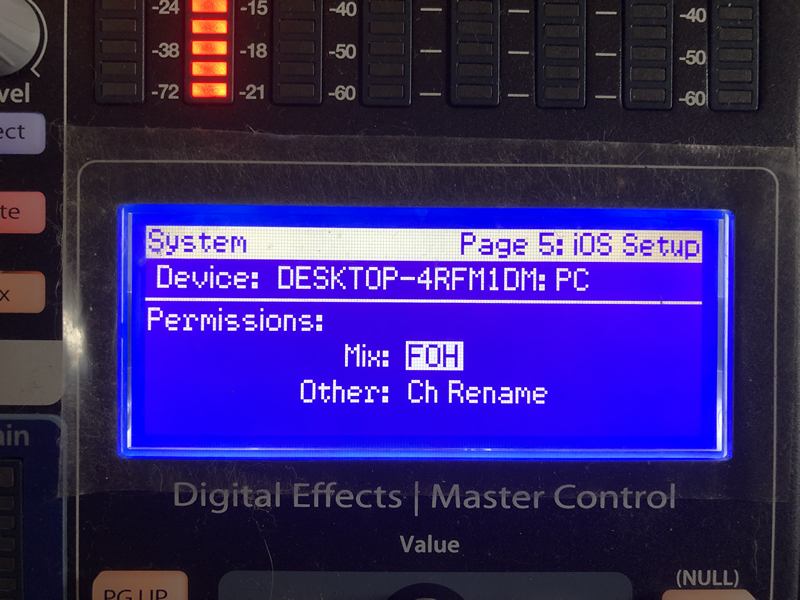 -24 -15 -40 -40
-38 -18 -50 -50
-72 -21 -60 -60
vel
ect
te
x
System Page 5: iOS Setup
Device: DESKTOP-4RFM1DM: PC
Permissions:
Mix: FOH
Other: Ch Rename
ain
Digital Effects | Master Control
Value
PG UP
(NULL)